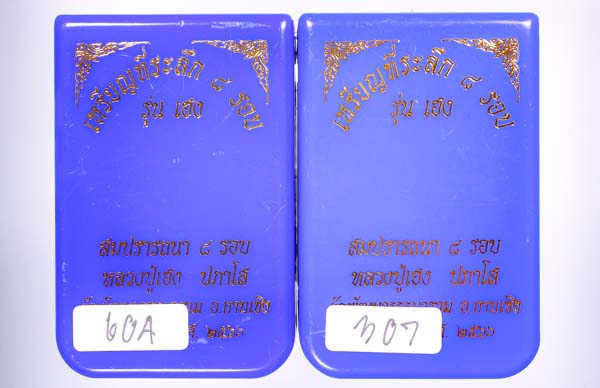 เหรียญที่ระลึก ๘ รอบ
รุ่น เฮง
สมปรารถนา ๘ รอบ
หลวงปู่เฮง ปภาโส
อ.กาบเชิง
๒๕๖๖
60A
เหรียญที่ระลึก ๘ รอบ
รุ่น เฮง
สมปรารถนา ๘ รอบ
หลวงปู่เฮง ปภาโส
อ.กาบเชิง
307